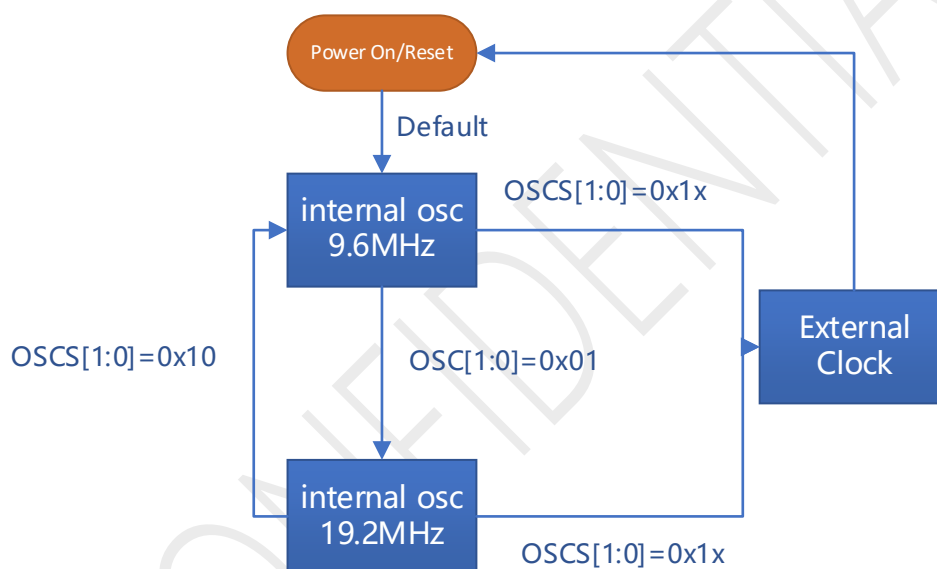 Power On/Reset
Default
OSCS[1:0]=0x1x
internal osc
9.6MHz
External
Clock
OSCS[1:0]=0x10
OSC[1:0]=0x01
internal osc
19.2MHz
OSCS[1:0]=0x1x
ONFIDENTIA